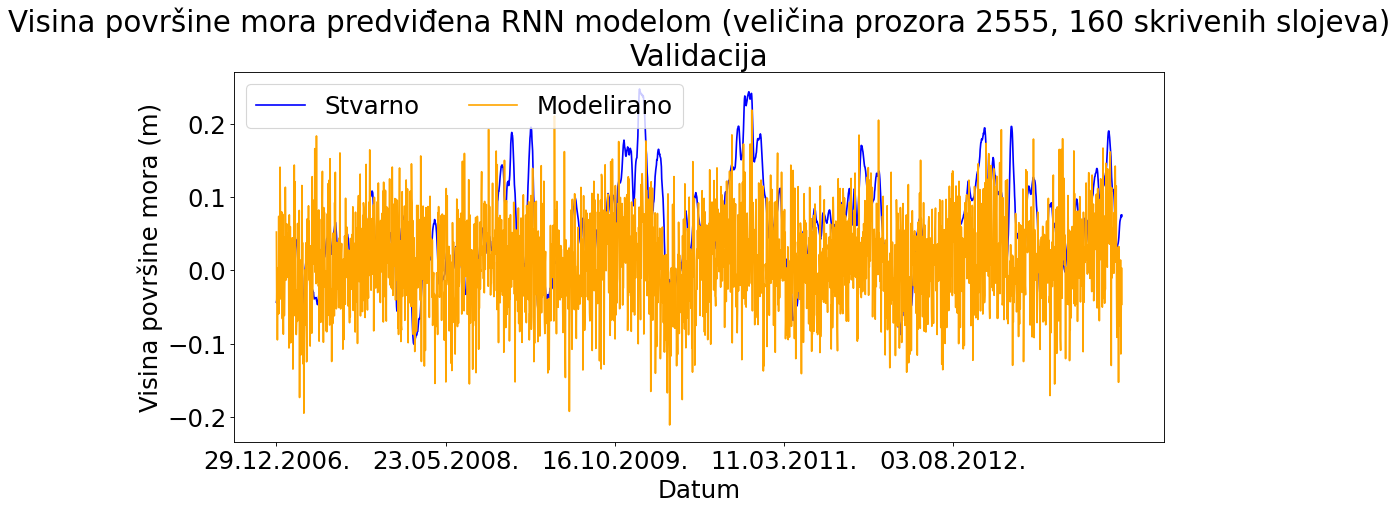 Visina površine mora predviđena RNN modelom (veličina prozora 2555, 160 skrivenih slojeva)
Validacija
Stvarno
Modelirano
Visina površine mora (m)
0.2
0.1
0.0
−0.1
−0.2
29.12.2006.
23.05.2008.
16.10.2009.
11.03.2011.
03.08.2012.
Datum